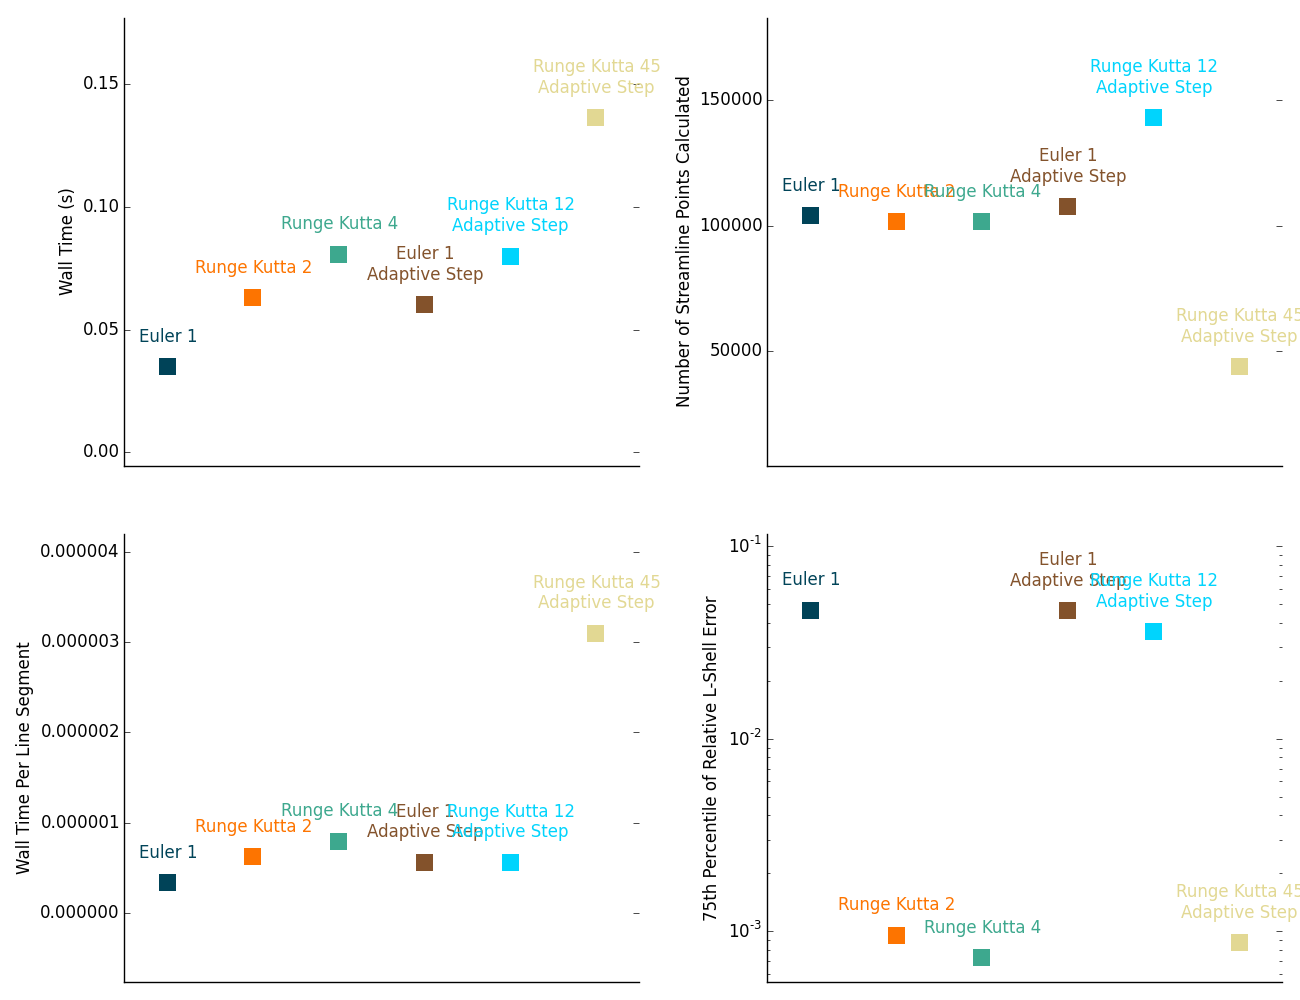 Wall Time (s)
0.15
0.10
0.05
0.00
Euler 1
Runge Kutta 2
Runge Kutta 4
Euler 1
Adaptive Step
Runge Kutta 12
Adaptive Step
Runge Kutta 45
Adaptive Step
Number of Streamline Points Calculated
150000
100000
50000
Euler 1
Runge Kutta 2
Runge Kutta 4
Euler 1
Adaptive Step
Runge Kutta 12
Adaptive Step
Runge Kutta 45
Adaptive Step
Wall Time Per Line Segment
0.000004
0.000003
0.000002
0.000001
0.000000
Euler 1
Runge Kutta 2
Runge Kutta 4
Euler 1
Adaptive Step
Runge Kutta 12
Adaptive Step
Runge Kutta 45
Adaptive Step
75th Percentile of Relative L-Shell Error
10⁻¹
10⁻²
10⁻³
Euler 1
Runge Kutta 2
Runge Kutta 4
Euler 1
Adaptive Step
Runge Kutta 12
Adaptive Step
Runge Kutta 45
Adaptive Step